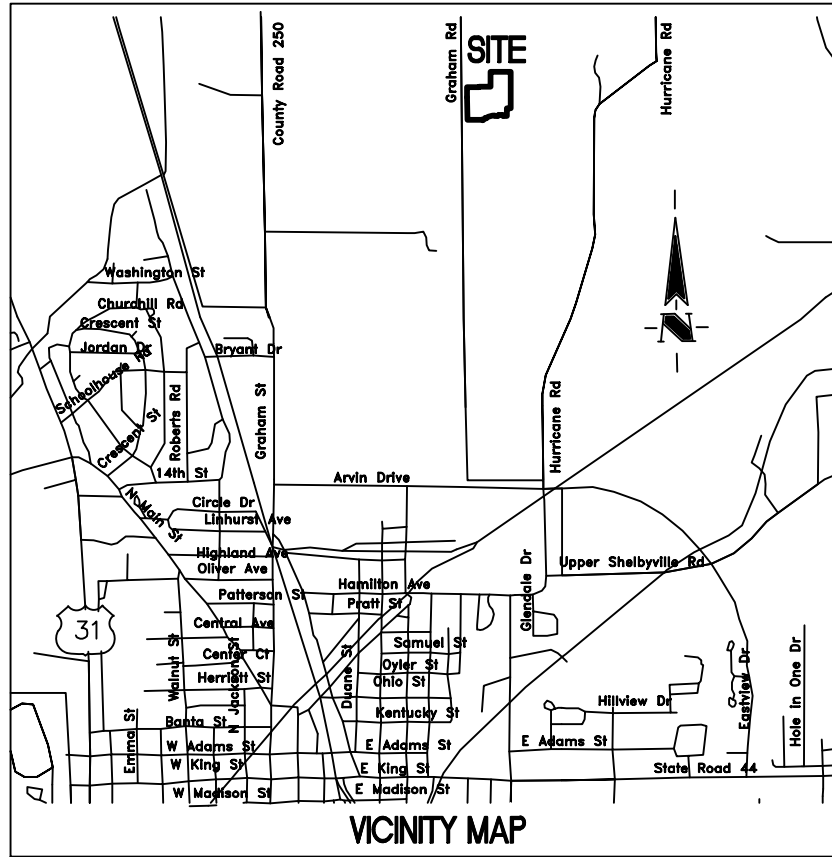 County Road 250
Graham Rd
SITE
Hurricane Rd
N
Washington St
Churchill Rd
Crescent St
Jordan Dr
Schoolhouse Rd
Bryant Dr
Graham St
Roberts Rd
Crescent St
14th St
Hurricane Rd
Arvin Drive
N Main St
Circle Dr
Linhurst Ave
Highland Ave
Oliver Ave
Upper Shelbyville Rd
Hamilton Ave
Patterson St
Pratt St
Glendale Dr
31
Central Ave
Walnut St
N Jackson St
Center Ct
Herriott St
Duane St
Samuel St
Oyler St
Ohio St
Hillview Dr
Eastview Dr
Hole In One Dr
Banta St
Kentucky St
Emma St
W Adams St
E Adams St
E Adams St
W King St
E King St
State Road 44
W Madison St
E Madison St
VICINITY MAP